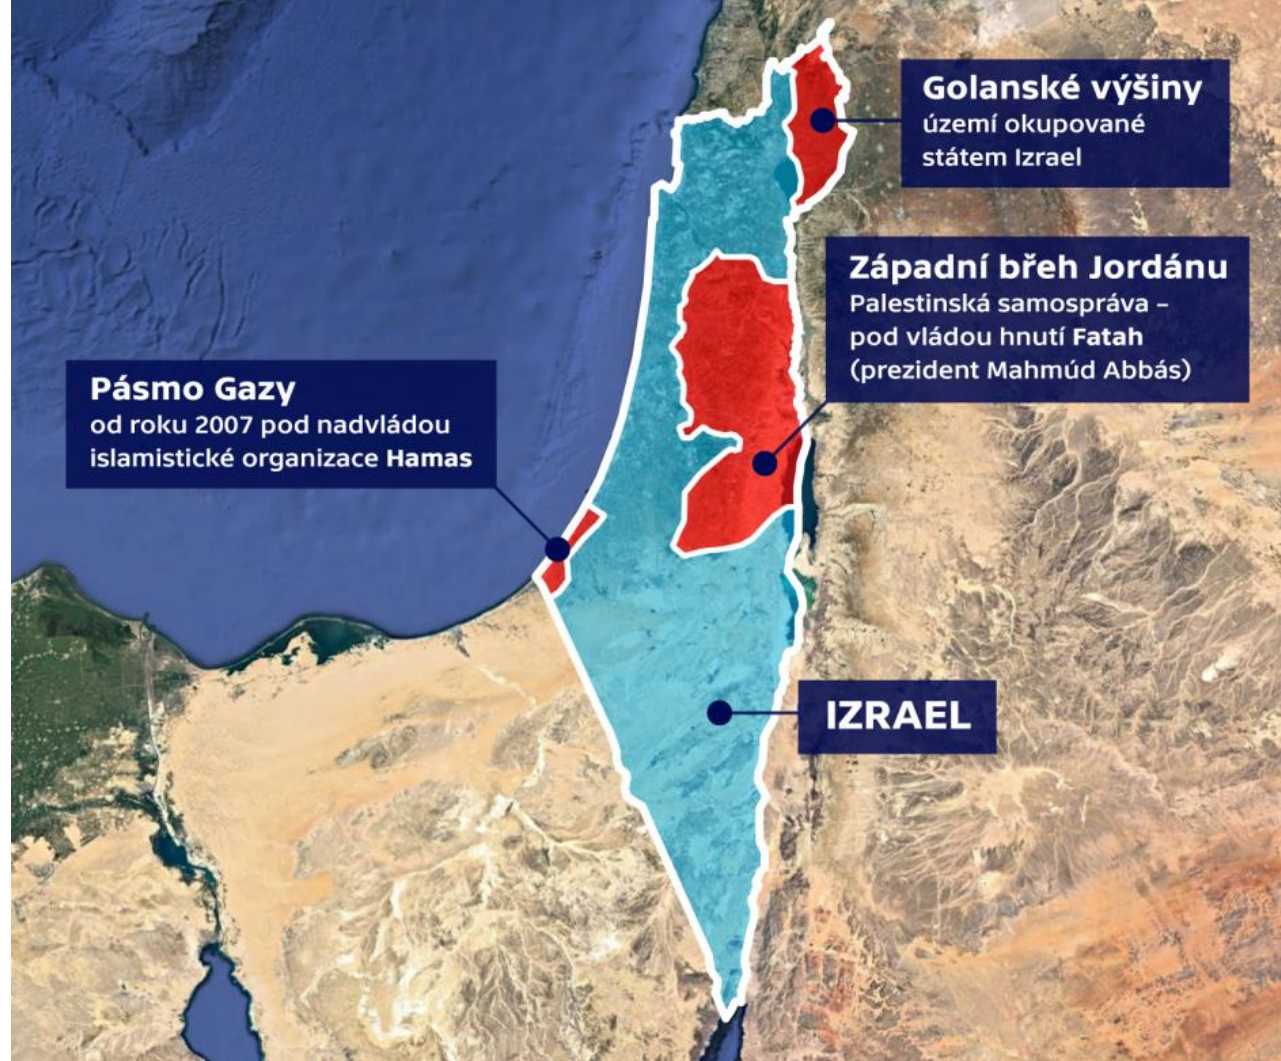 Golanské výšiny
území okupované
státem Izrael
Západní břeh Jordánu
Palestinská samospráva –
pod vládou hnutí Fatah
(prezident Mahmúd Abbás)
Pásmo Gazy
od roku 2007 pod nadvládou
islamistické organizace Hamas
IZRAEL